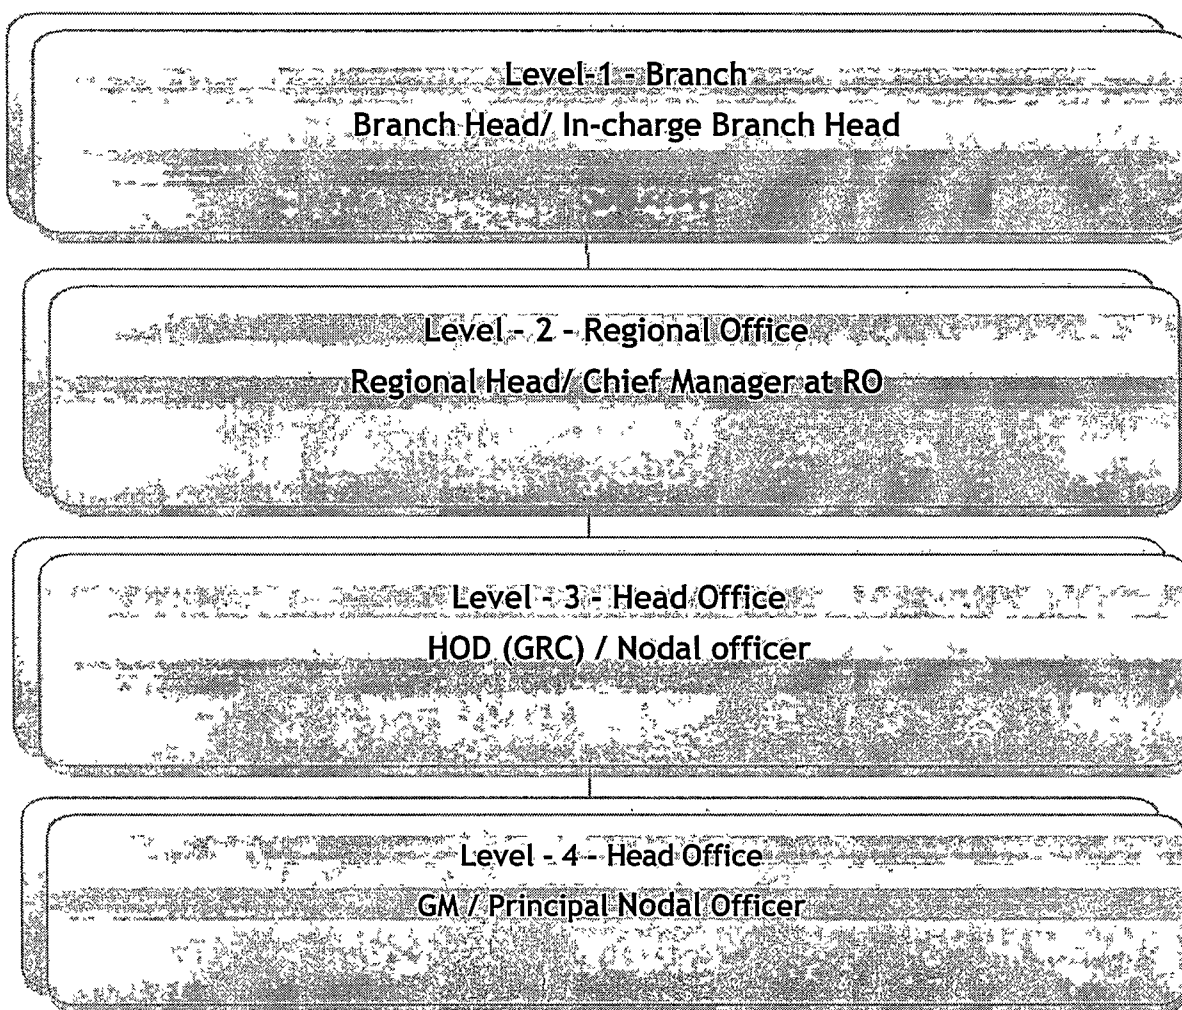 Level-1 - Branch
Branch Head/ In-charge Branch Head
Level - 2 - Regional Office
Regional Head/ Chief Manager at RO
Level - 3 - Head Office
HOD (GRC) / Nodal officer
Level - 4 - Head Office
GM / Principal Nodal Officer